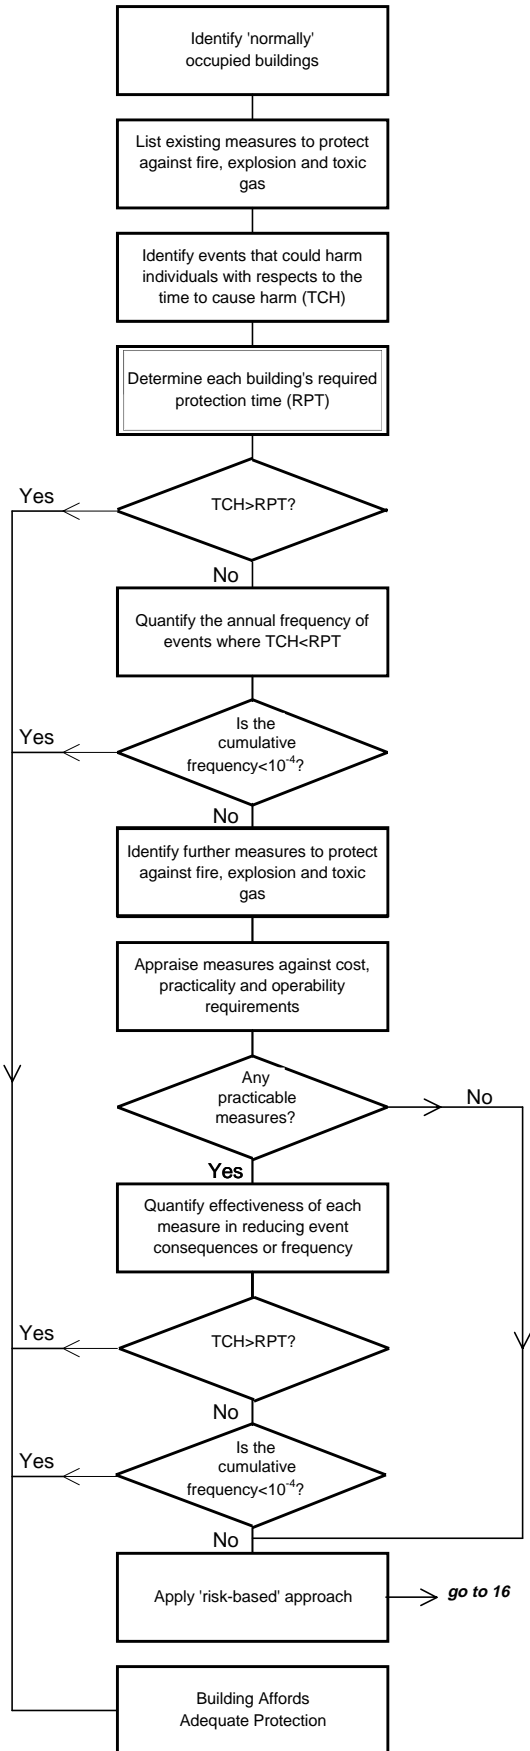 Identify 'normally'
occupied buildings
List existing measures to protect
against fire, explosion and toxic
gas
Identify events that could harm
individuals with respects to the
time to cause harm (TCH)
Determine each building's required
protection time (RPT)
TCH>RPT?
Yes
No
Quantify the annual frequency of
events where TCH<RPT
Is the
cumulative
frequency<10⁻⁴?
Yes
No
Identify further measures to protect
against fire, explosion and toxic
gas
Appraise measures against cost,
practicality and operability
requirements
Any
practicable
measures?
No
Yes
Quantify effectiveness of each
measure in reducing event
consequences or frequency
TCH>RPT?
Yes
No
Is the
cumulative
frequency<10⁻⁴?
Yes
No
Apply 'risk-based' approach
go to 16
Building Affords
Adequate Protection